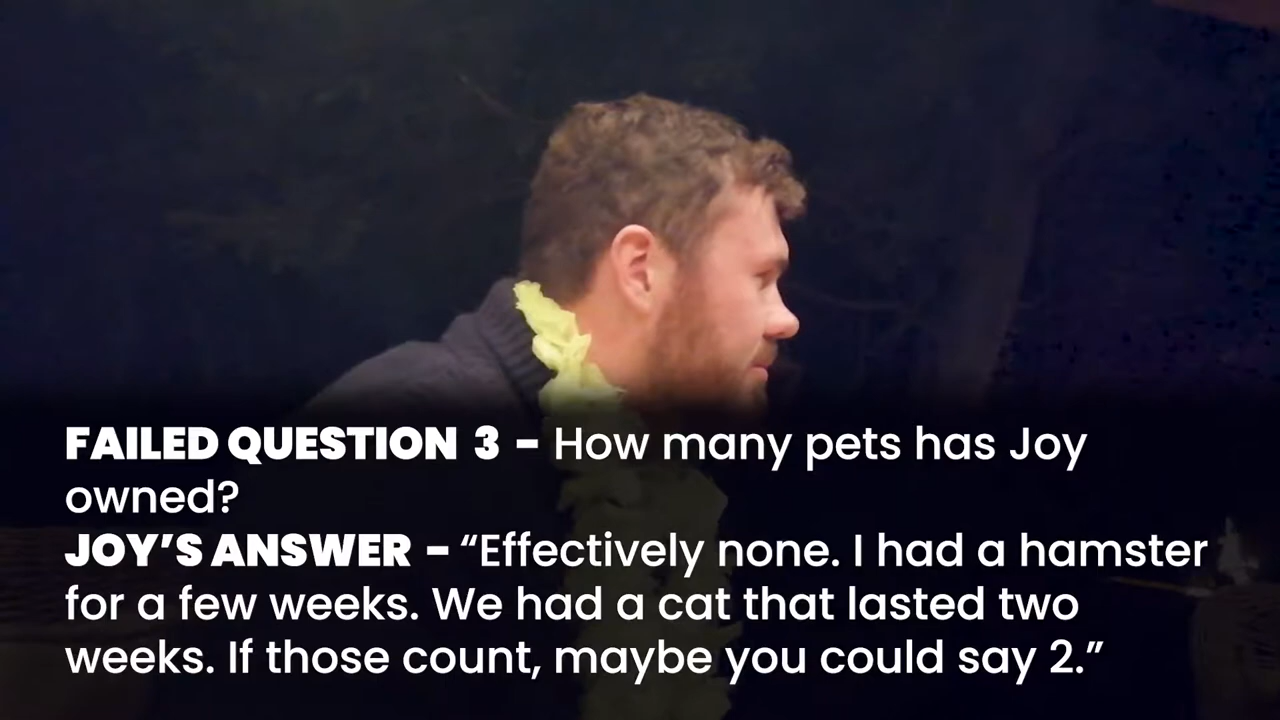 FAILED QUESTION 3 – How many pets has Joy
owned?
JOY’S ANSWER – “Effectively none. I had a hamster
for a few weeks. We had a cat that lasted two
weeks. If those count, maybe you could say 2.”